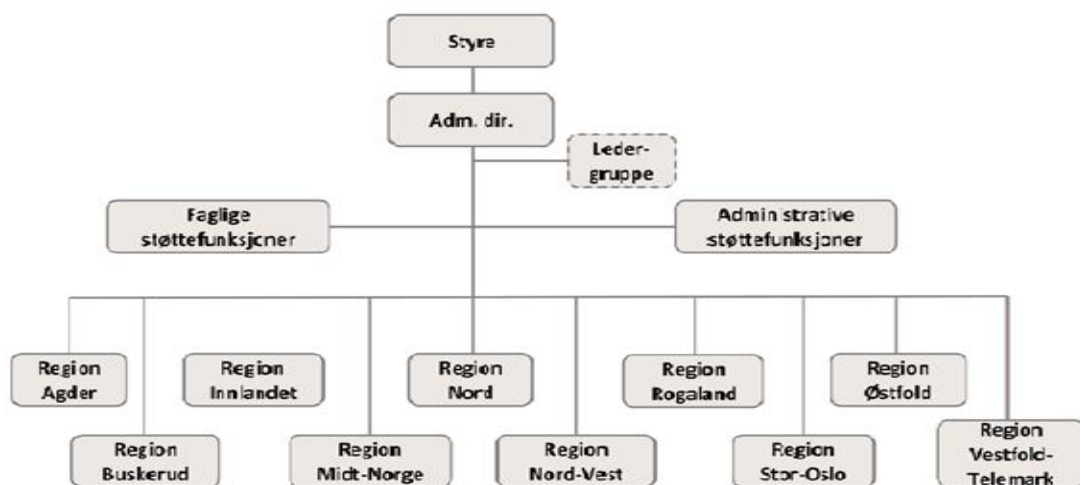 Styre
Adm. dir.
Leder-
gruppe
Faglige
støttefunksjoner
Administrative
støttefunksjoner
Region
Agder
Region
Innlandet
Region
Nord
Region
Rogaland
Region
Østfold
Region
Buskerud
Region
Midt-Norge
Region
Nord-Vest
Region
Stor-Oslo
Region
Vestfold-
Telemark